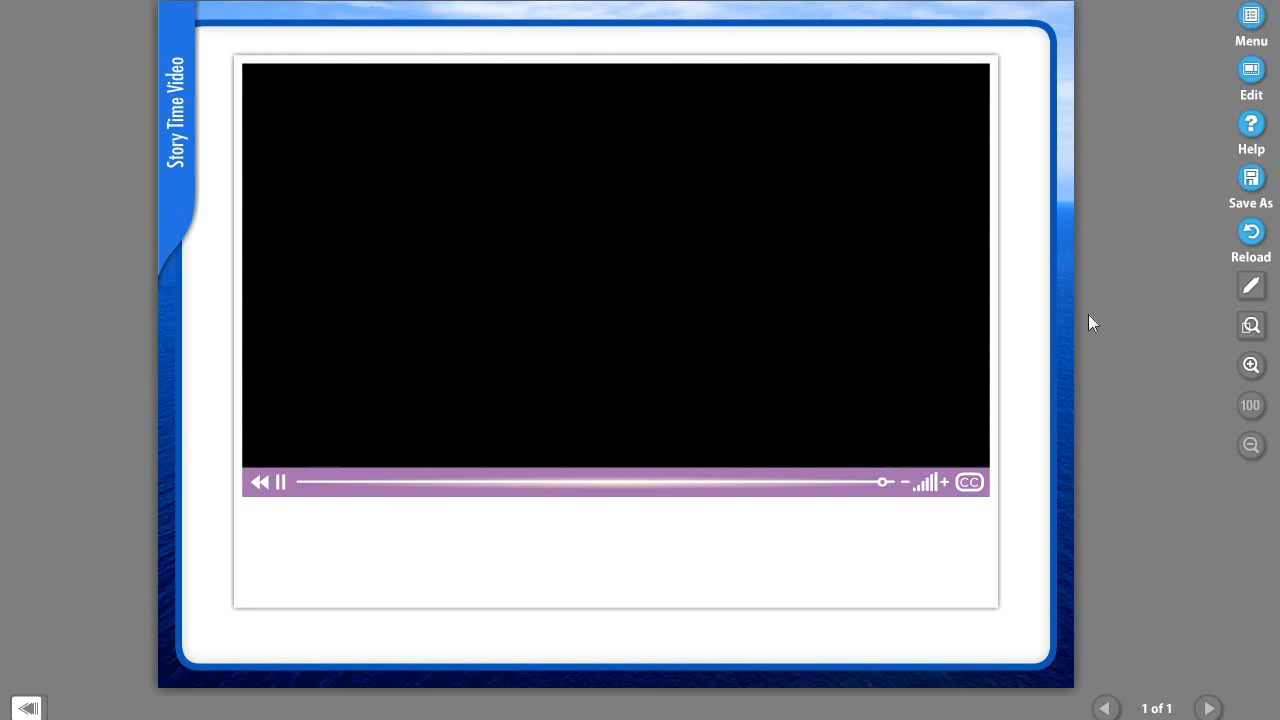 Story Time Video
Menu
Edit
?
Help
Save As
Reload
100
- + CC
1 of 1